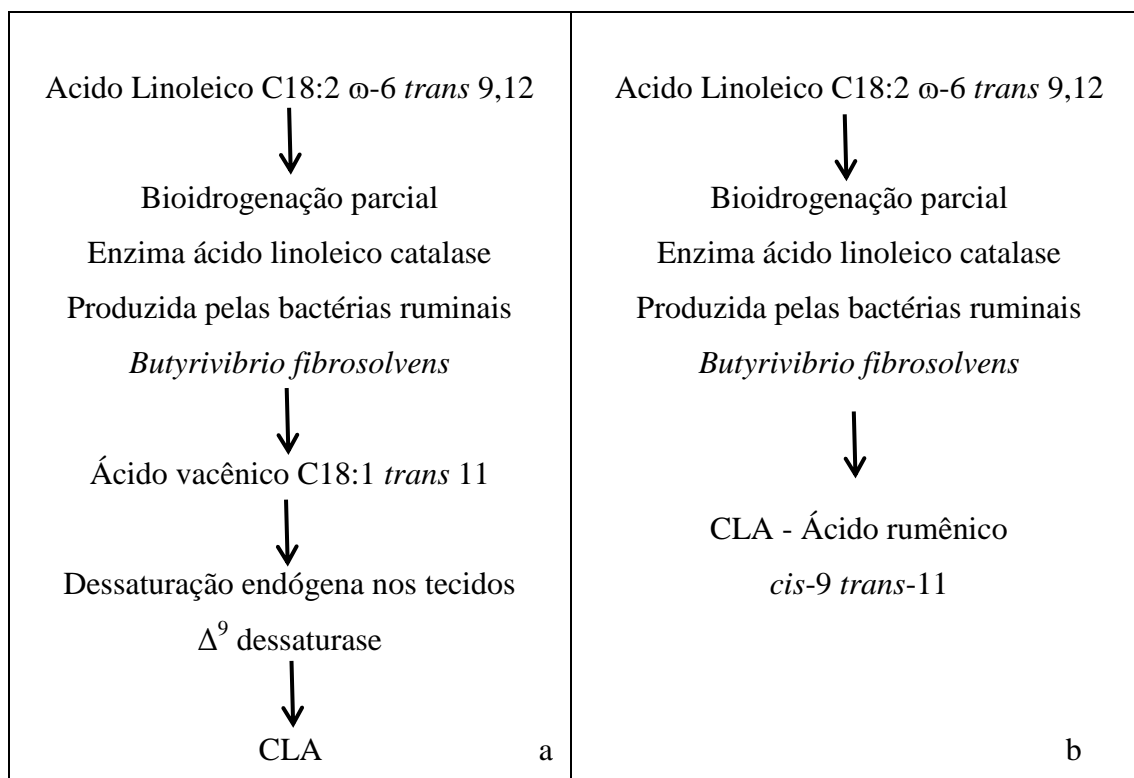 Acido Linoleico C18:2 ω-6 trans 9,12
Bioidrogenação parcial
Enzima ácido linoleico catalase
Produzida pelas bactérias ruminais
Butyrivibrio fibrosolvens
Ácido vacênico C18:1 trans 11
Dessaturação endógena nos tecidos
Δ⁹ dessaturase
CLA
a
Acido Linoleico C18:2 ω-6 trans 9,12
Bioidrogenação parcial
Enzima ácido linoleico catalase
Produzida pelas bactérias ruminais
Butyrivibrio fibrosolvens
CLA - Ácido rumênico
cis-9 trans-11
b